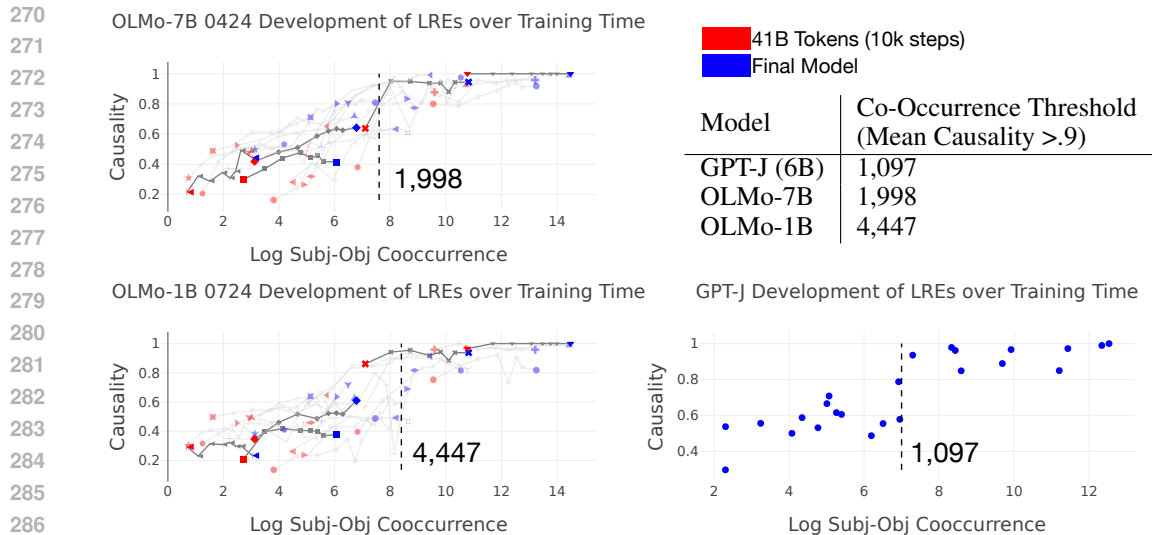 270
271
272
273
274
275
276
277
278
279
280
281
282
283
284
285
286
OLMo-7B 0424 Development of LREs over Training Time
Causality
1
0.8
0.6
0.4
0.2
1,998
0 2 4 6 8 10 12 14
Log Subj-Obj Cooccurrence
41B Tokens (10k steps)
Final Model
Model Co-Occurrence Threshold
(Mean Causality >.9)
GPT-J (6B) 1,097
OLMo-7B 1,998
OLMo-1B 4,447
OLMo-1B 0724 Development of LREs over Training Time
Causality
1
0.8
0.6
0.4
0.2
4,447
0 2 4 6 8 10 12 14
Log Subj-Obj Cooccurrence
GPT-J Development of LREs over Training Time
Causality
1
0.8
0.6
0.4
1,097
2 4 6 8 10 12
Log Subj-Obj Cooccurrence